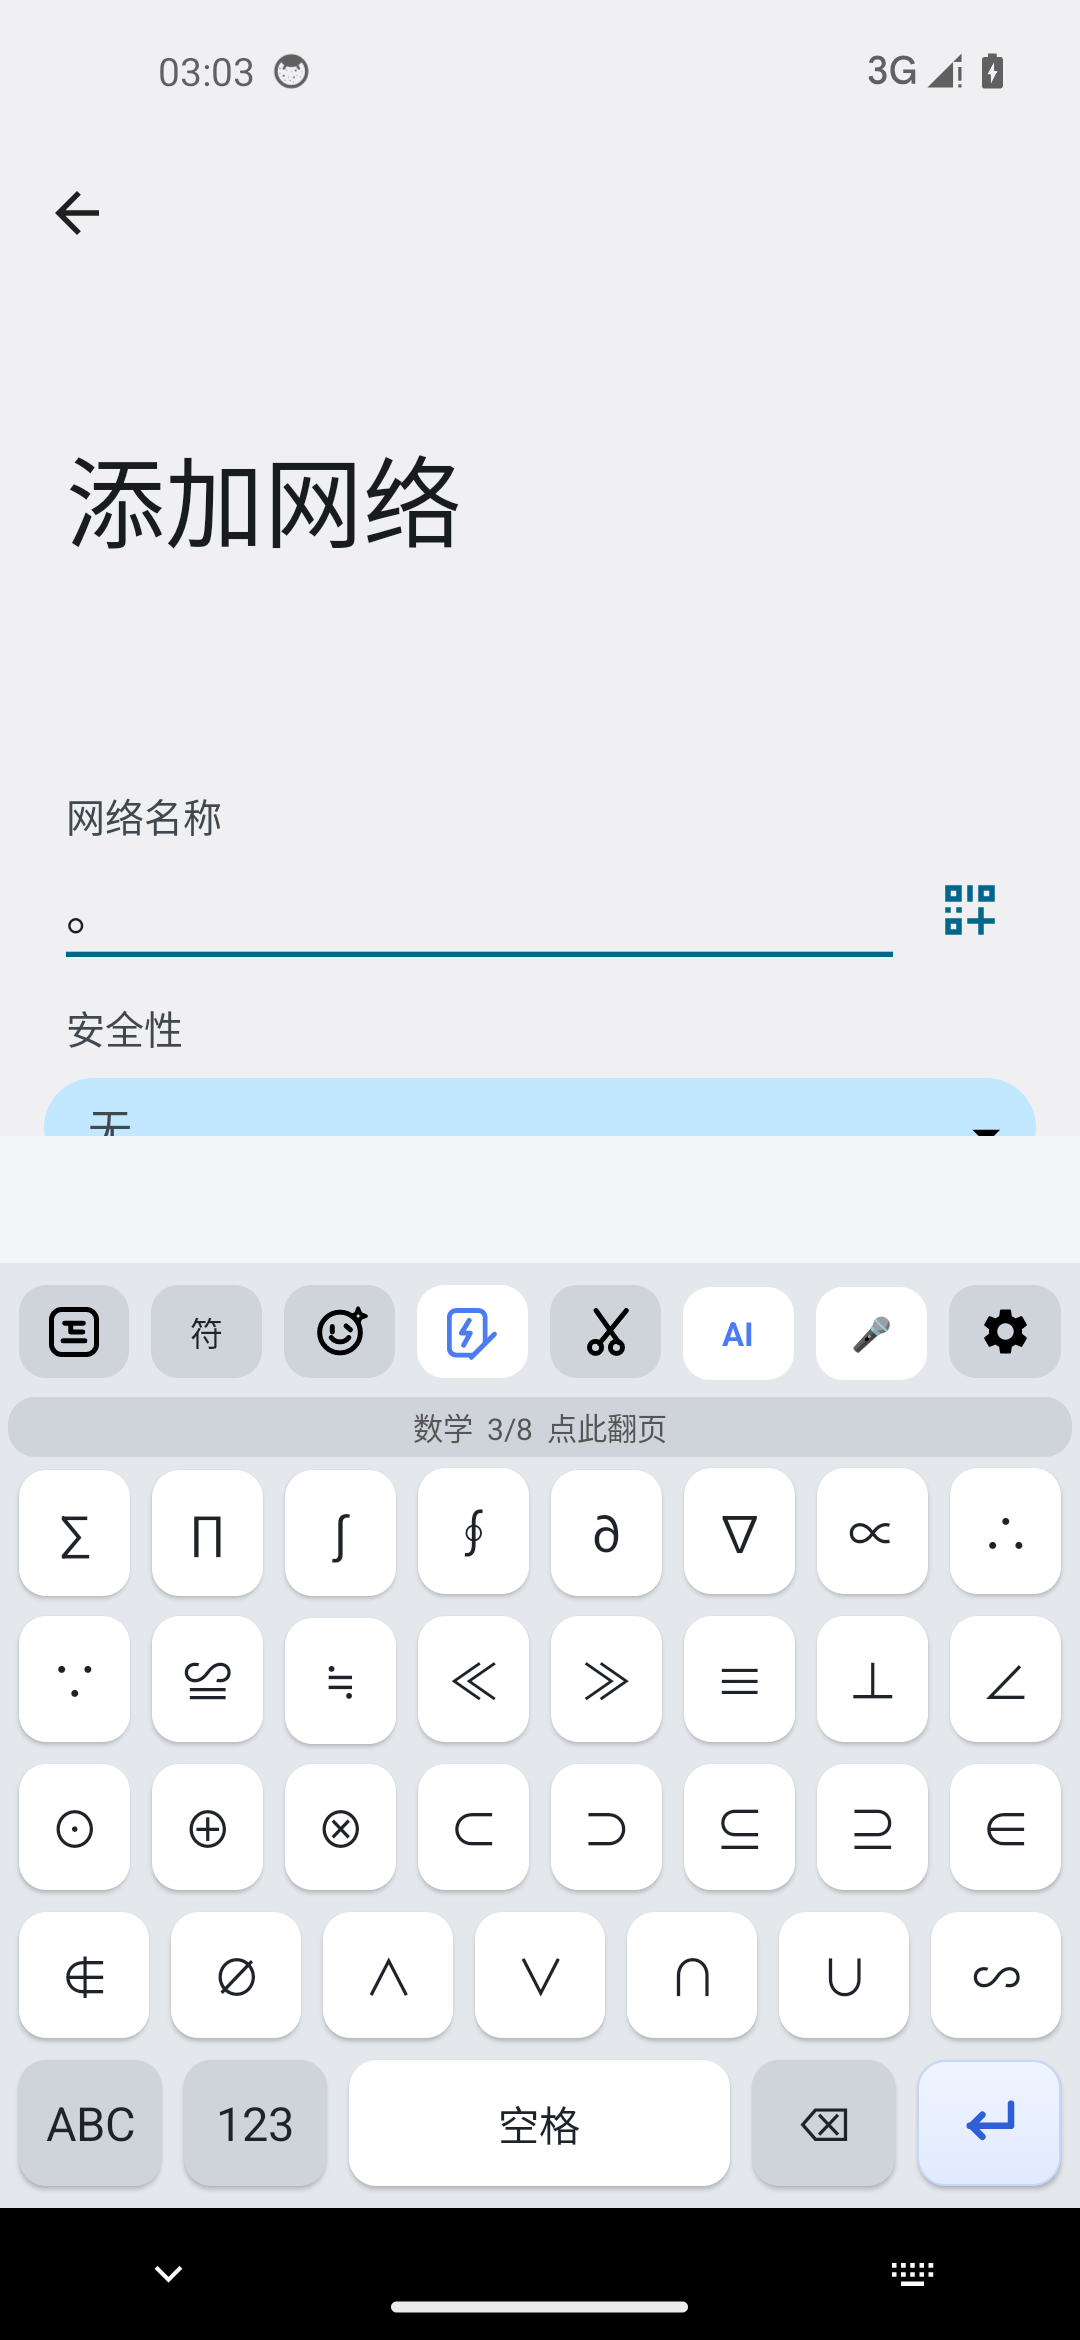 03:03 3G
添加网络
网络名称
。
安全性
无
符 AI
数学 3/8 点此翻页
∑ ∏ ∫ ∮ ∂ ∇ ∝ ∴
∵ ≌ ≒ ≪ ≫ ≡ ⊥ ∠
⊙ ⊕ ⊗ ⊂ ⊃ ⊆ ⊇ ∈
∉ ∅ ∧ ∨ ∩ ∪ ∽
ABC 123 空格